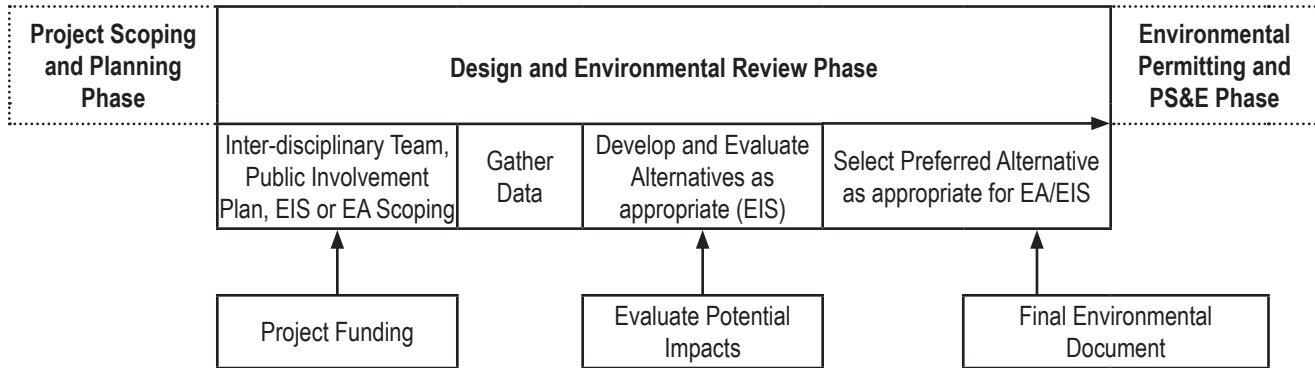 Project Scoping
and Planning
Phase
Design and Environmental Review Phase
Environmental
Permitting and
PS&E Phase
Inter-disciplinary Team,
Public Involvement
Plan, EIS or EA Scoping
Gather
Data
Develop and Evaluate
Alternatives as
appropriate (EIS)
Select Preferred Alternative
as appropriate for EA/EIS
Project Funding
Evaluate Potential
Impacts
Final Environmental
Document